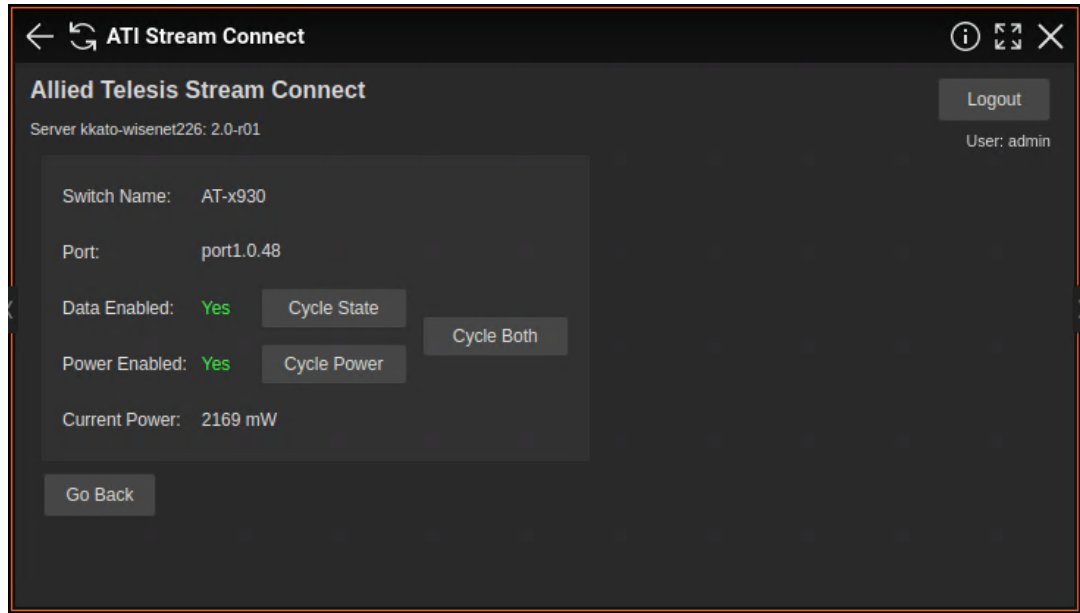 ATI Stream Connect
Allied Telesis Stream Connect
Logout
Server kkato-wisenet226: 2.0-r01
User: admin
Switch Name: AT-x930
Port: port1.0.48
Data Enabled: Yes Cycle State
Cycle Both
Power Enabled: Yes Cycle Power
Current Power: 2169 mW
Go Back